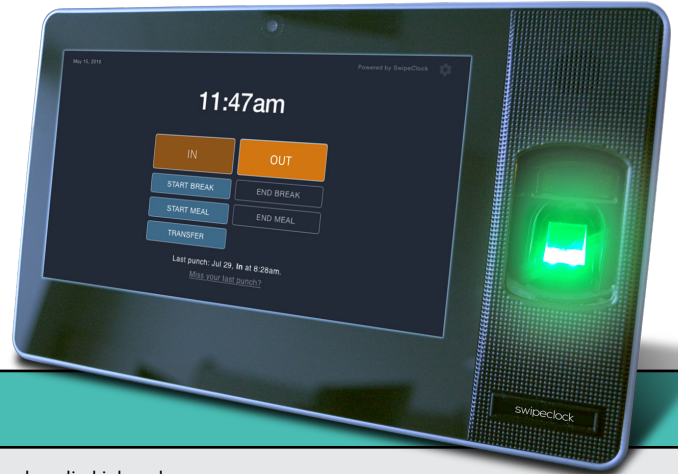 May 15, 2018
Powered by SwipeClock
11:47am
IN
OUT
START BREAK
END BREAK
START MEAL
END MEAL
TRANSFER
Last punch: Jul 29, In at 8:28am.
Miss your last punch?
swipeclock